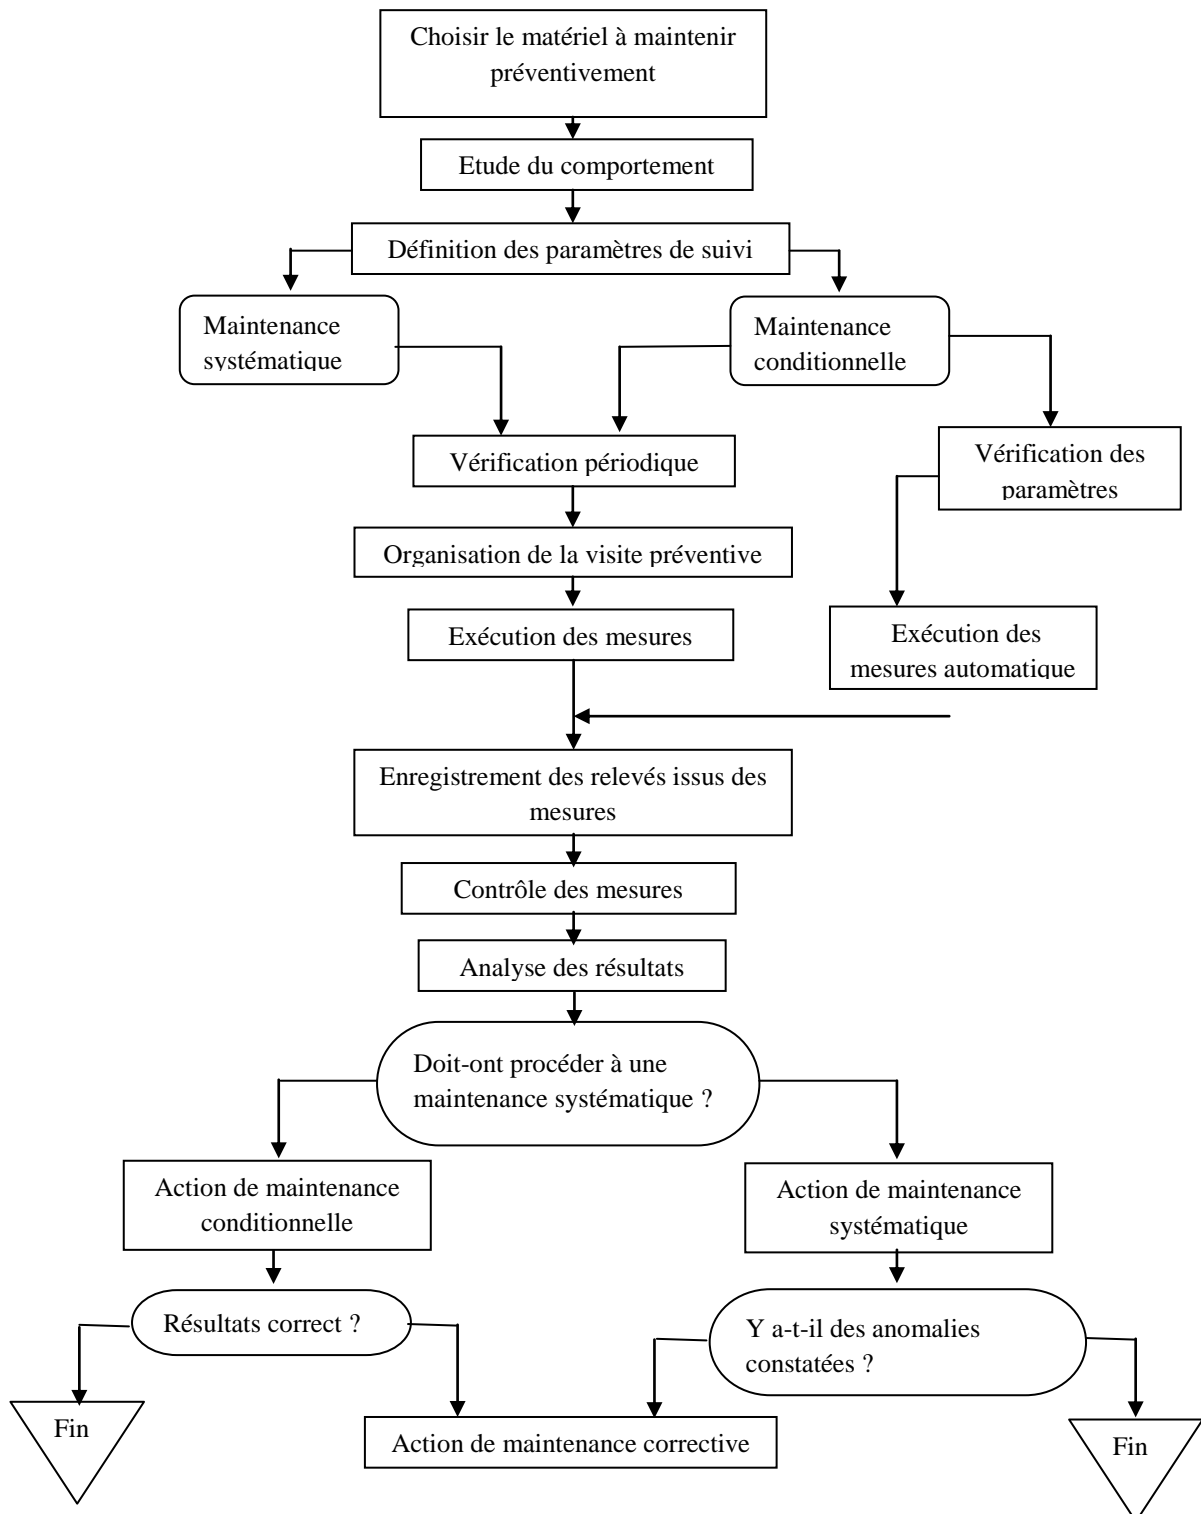 Choisir le matériel à maintenir
préventivement
Etude du comportement
Définition des paramètres de suivi
Maintenance
systématique
Maintenance
conditionnelle
Vérification périodique
Vérification des
paramètres
Organisation de la visite préventive
Exécution des mesures
Exécution des
mesures automatique
Enregistrement des relevés issus des
mesures
Contrôle des mesures
Analyse des résultats
Doit-ont procéder à une
maintenance systématique ?
Action de maintenance
conditionnelle
Action de maintenance
systématique
Résultats correct ?
Y a-t-il des anomalies
constatées ?
Fin
Action de maintenance corrective
Fin